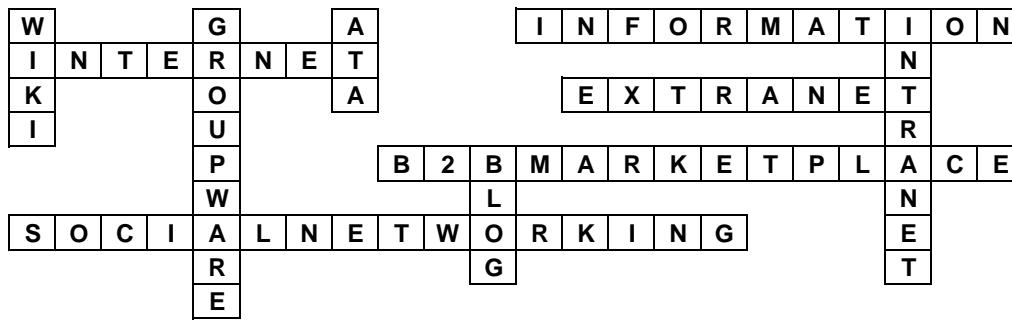 W G A I N F O R M A T I O N
I N T E R N E T N
K O A E X T R A N E T
I U R
P B 2 B M A R K E T P L A C E
W L N
S O C I A L N E T W O R K I N G E
R G T
E